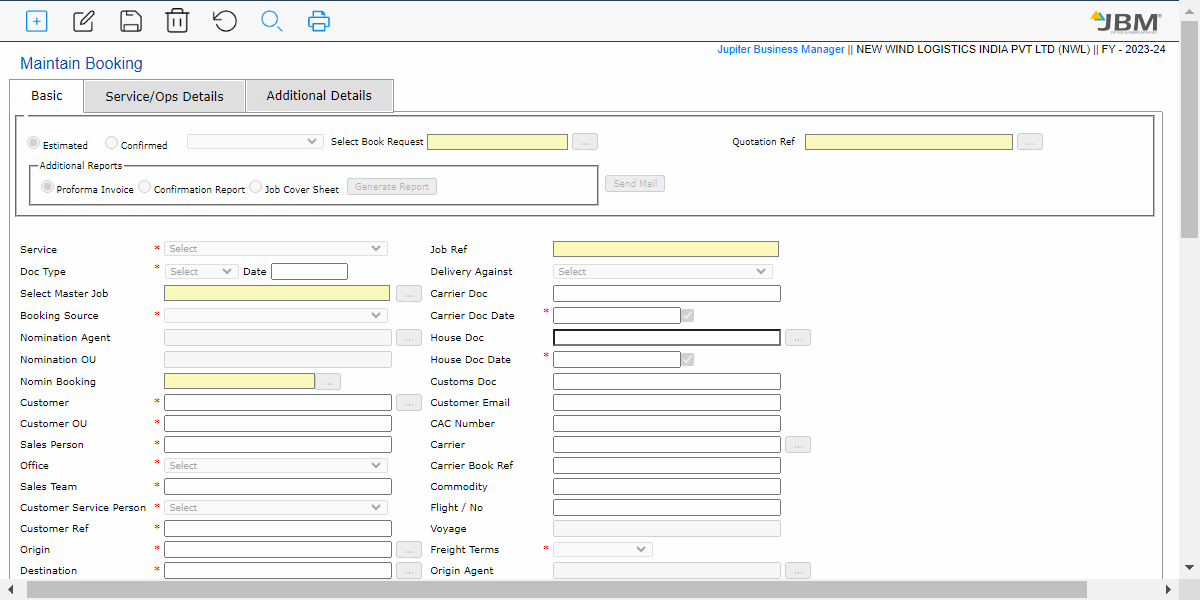 JBM
Jupiter Business Manager || NEW WIND LOGISTICS INDIA PVT LTD (NWL) || FY - 2023-24
Maintain Booking
Basic Service/Ops Details Additional Details
Estimated Confirmed Select Book Request ... Quotation Ref ...
Additional Reports
Proforma Invoice Confirmation Report Job Cover Sheet Generate Report Send Mail
Service * Select Job Ref
Doc Type * Select Date Delivery Against Select
Select Master Job ... Carrier Doc
Booking Source * Carrier Doc Date *
Nomination Agent ... House Doc ...
Nomination OU House Doc Date *
Nomin Booking ... Customs Doc
Customer * ... Customer Email
Customer OU * CAC Number
Sales Person * Carrier ...
Office * Select Carrier Book Ref
Sales Team * Commodity
Customer Service Person * Select Flight / No
Customer Ref * Voyage
Origin * ... Freight Terms *
Destination * ... Origin Agent ...